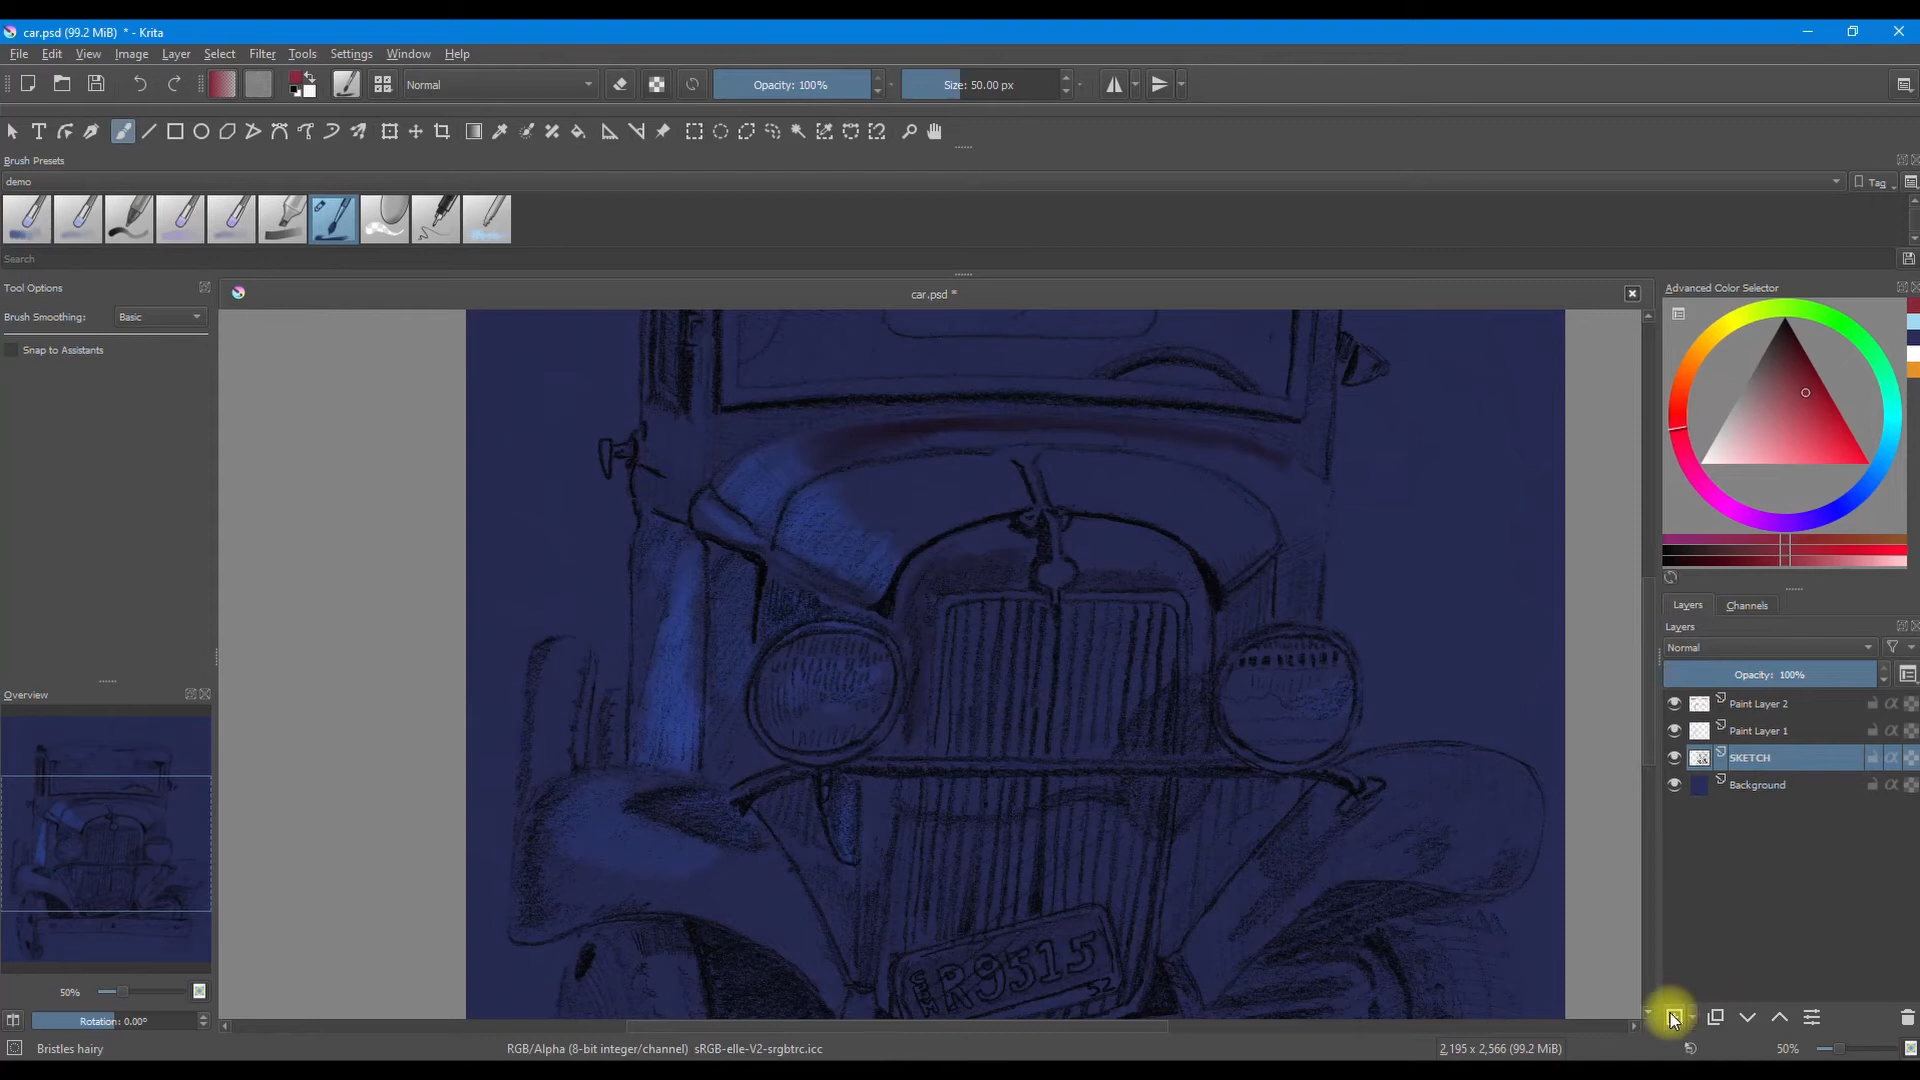 car.psd (99.2 MiB) * - Krita
File Edit View Image Layer Select Filter Tools Settings Window Help
Normal
Opacity: 100%
Size: 50.00 px
Brush Presets
demo
Tag
Search
Tool Options
car.psd *
Advanced Color Selector
Brush Smoothing: Basic
Snap to Assistants
Layers Channels
Layers
Normal
Opacity: 100%
Paint Layer 2
Paint Layer 1
SKETCH
Background
Overview
R9515
50%
Rotation: 0.00°
Bristles hairy
RGB/Alpha (8-bit integer/channel) sRGB-elle-V2-srgbtrc.icc
2,195 x 2,566 (99.2 MiB)
50%